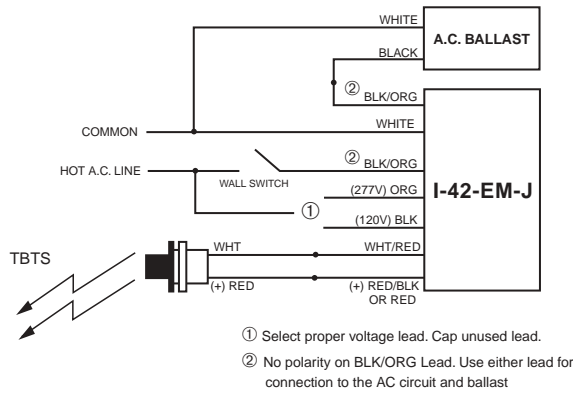 WHITE
A.C. BALLAST
BLACK
② BLK/ORG
COMMON
WHITE
HOT A.C. LINE
WALL SWITCH
② BLK/ORG
I-42-EM-J
(277V) ORG
①
(120V) BLK
TBTS
WHT
WHT/RED
(+) RED
(+) RED/BLK
OR RED
① Select proper voltage lead. Cap unused lead.
② No polarity on BLK/ORG Lead. Use either lead for
connection to the AC circuit and ballast